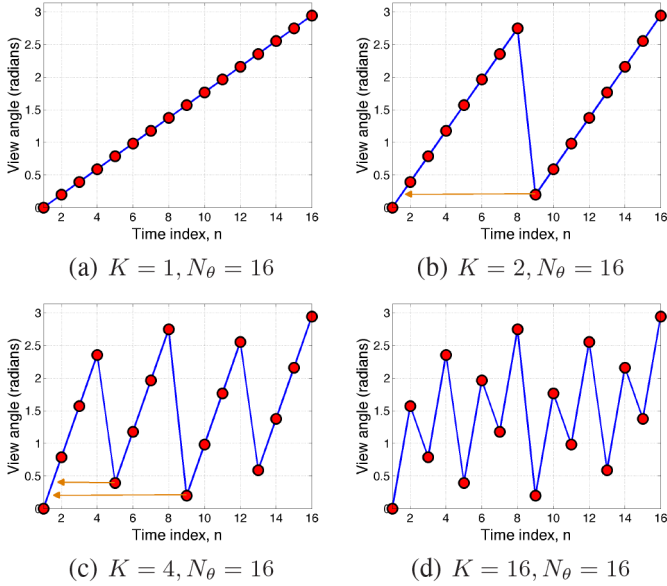 3
2.5
2
1.5
1
0.5
0
View angle (radians)
2 4 6 8 10 12 14 16
Time index, n
(a) K = 1, N_θ = 16
3
2.5
2
1.5
1
0.5
0
View angle (radians)
2 4 6 8 10 12 14 16
Time index, n
(b) K = 2, N_θ = 16
3
2.5
2
1.5
1
0.5
0
View angle (radians)
2 4 6 8 10 12 14 16
Time index, n
(c) K = 4, N_θ = 16
3
2.5
2
1.5
1
0.5
0
View angle (radians)
2 4 6 8 10 12 14 16
Time index, n
(d) K = 16, N_θ = 16